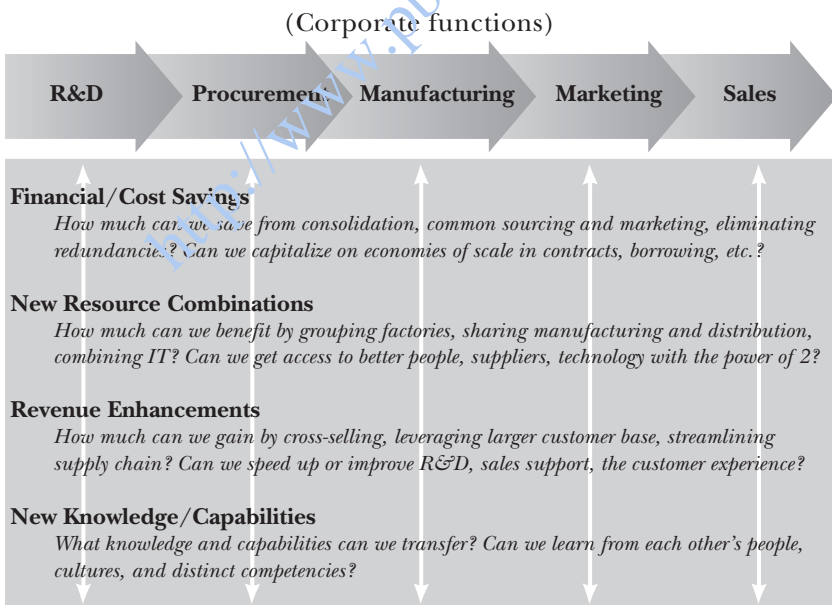 (Corporate functions)
R&D Procurement Manufacturing Marketing Sales
Financial/Cost Savings
How much can we save from consolidation, common sourcing and marketing, eliminating
redundancies? Can we capitalize on economies of scale in contracts, borrowing, etc.?
New Resource Combinations
How much can we benefit by grouping factories, sharing manufacturing and distribution,
combining IT? Can we get access to better people, suppliers, technology with the power of 2?
Revenue Enhancements
How much can we gain by cross-selling, leveraging larger customer base, streamlining
supply chain? Can we speed up or improve R&D, sales support, the customer experience?
New Knowledge/Capabilities
What knowledge and capabilities can we transfer? Can we learn from each other's people,
cultures, and distinct competencies?
http://www.pu